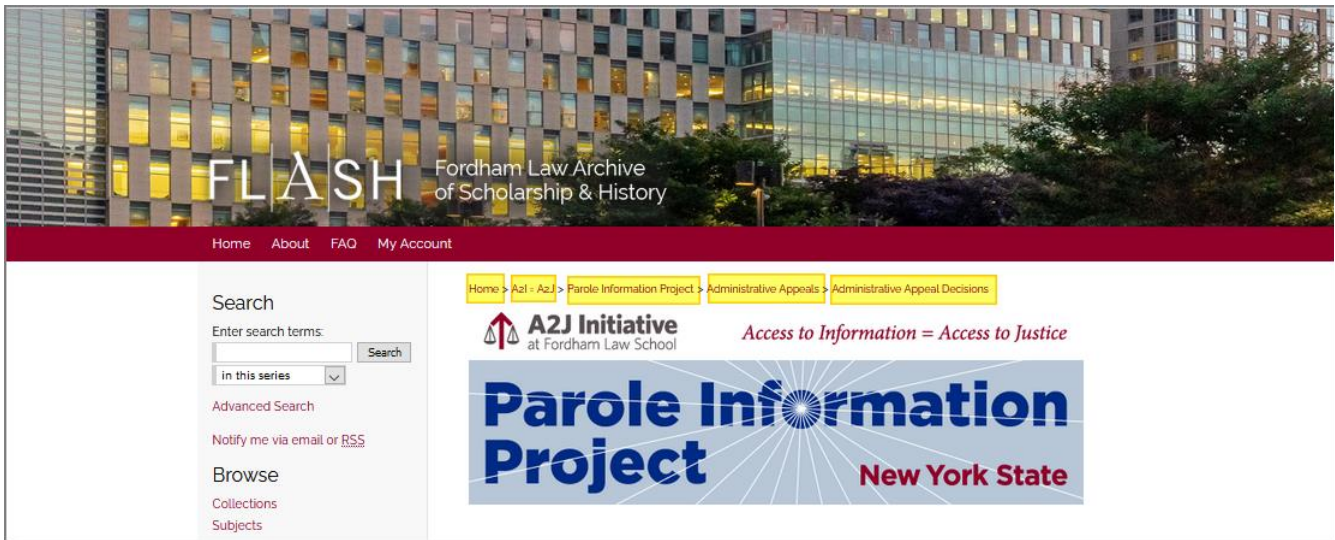 FLASH Fordham Law Archive
of Scholarship & History
Home About FAQ My Account
Search
Enter search terms:
Search
in this series
Advanced Search
Notify me via email or RSS
Browse
Collections
Subjects
Home > A2I = A2J > Parole Information Project > Administrative Appeals > Administrative Appeal Decisions
A2J Initiative
at Fordham Law School
Access to Information = Access to Justice
Parole Information
Project
New York State